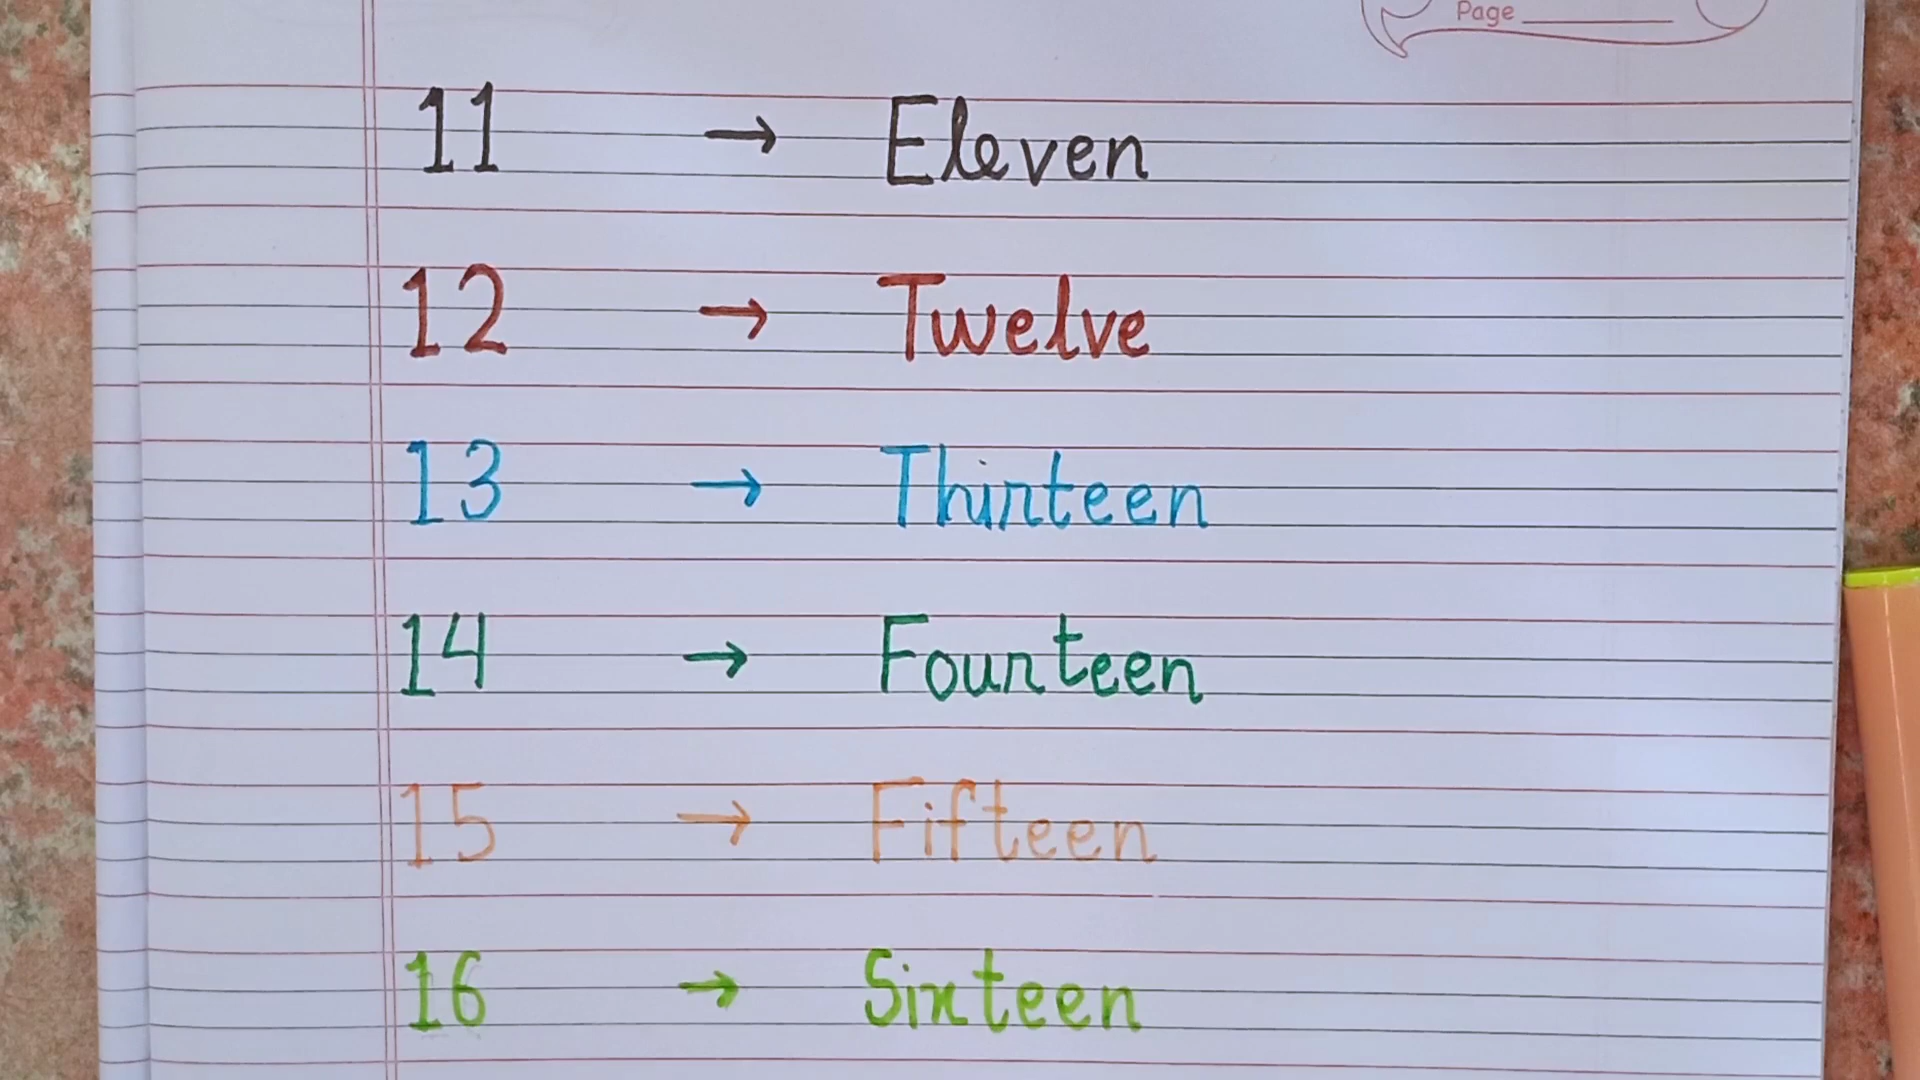 Page
11 → Eleven
12 → Twelve
13 → Thirteen
14 → Fourteen
15 → Fifteen
16 → Sixteen